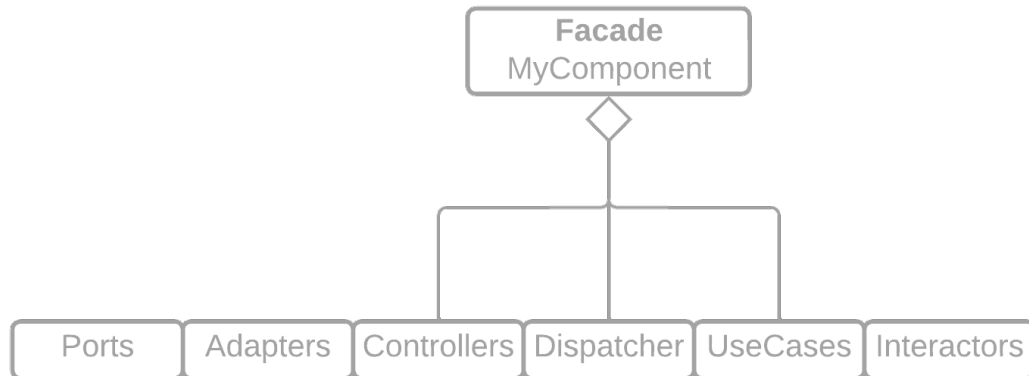 Facade
MyComponent
Ports Adapters Controllers Dispatcher UseCases Interactors